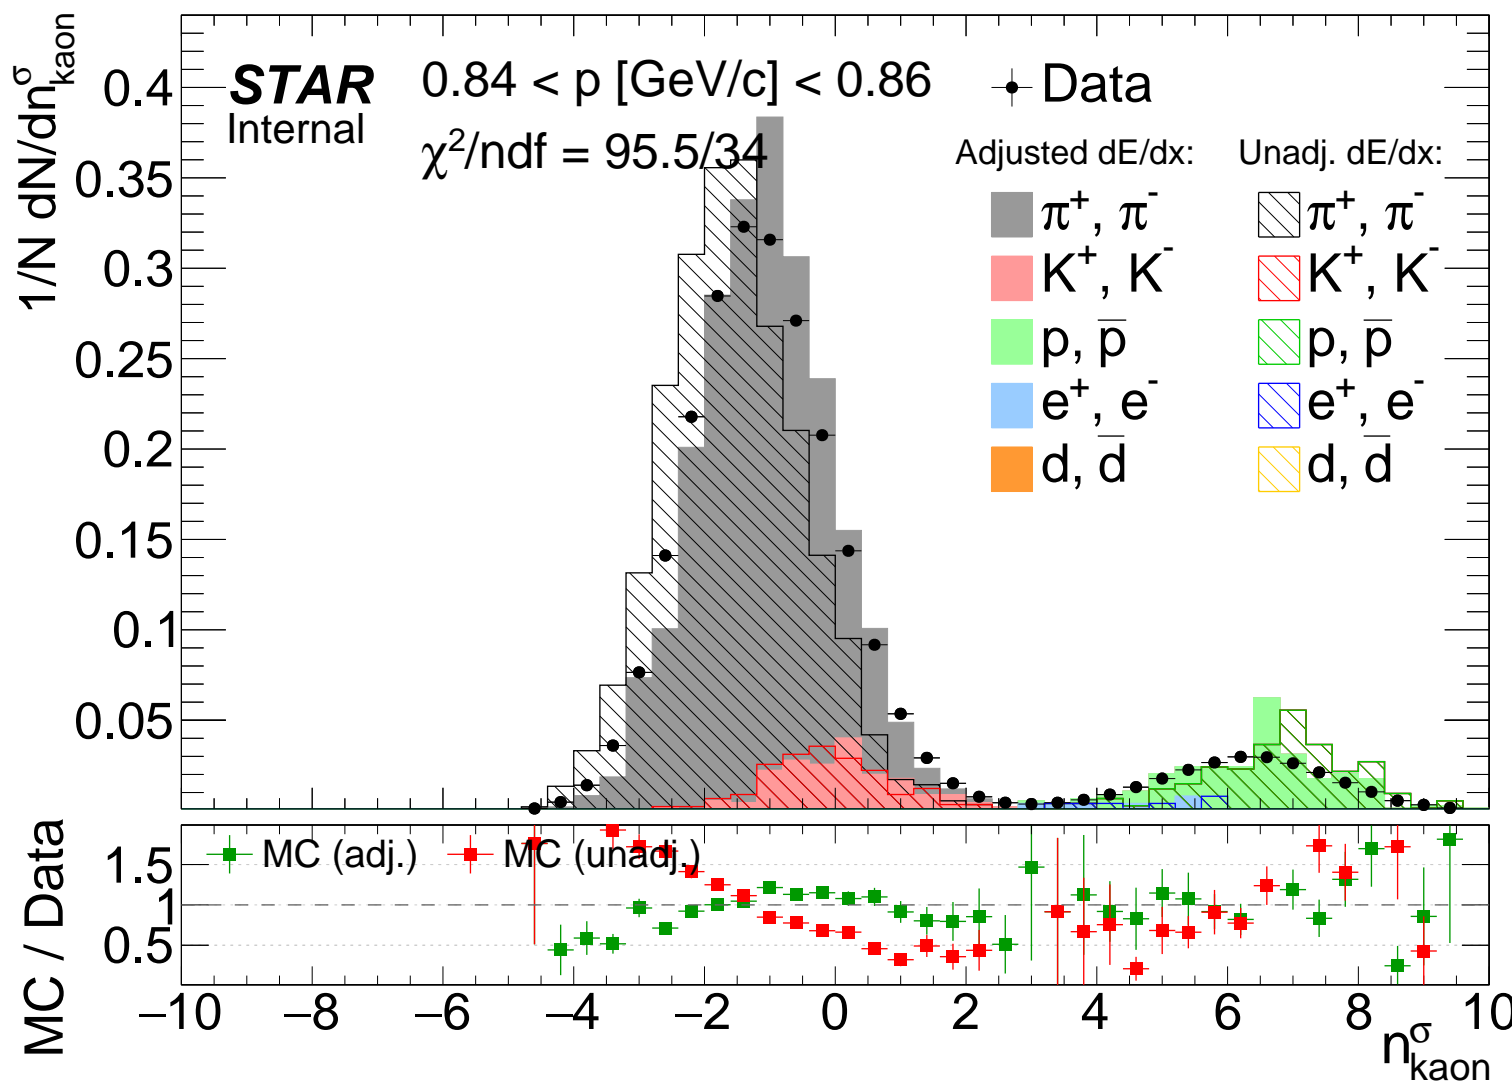 1/N dN/dnσkaon
0.4
0.35
0.3
0.25
0.2
0.15
0.1
0.05
STAR
Internal
0.84 < p [GeV/c] < 0.86
χ²/ndf = 95.5/34
Data
Adjusted dE/dx: Unadj. dE/dx:
π⁺, π⁻ π⁺, π⁻
K⁺, K⁻ K⁺, K⁻
p, p̅ p, p̅
e⁺, e⁻ e⁺, e⁻
d, d̅ d, d̅
MC / Data
1.5
1
0.5
MC (adj.) MC (unadj.)
−10 −8 −6 −4 −2 0 2 4 6 8 10
nσkaon